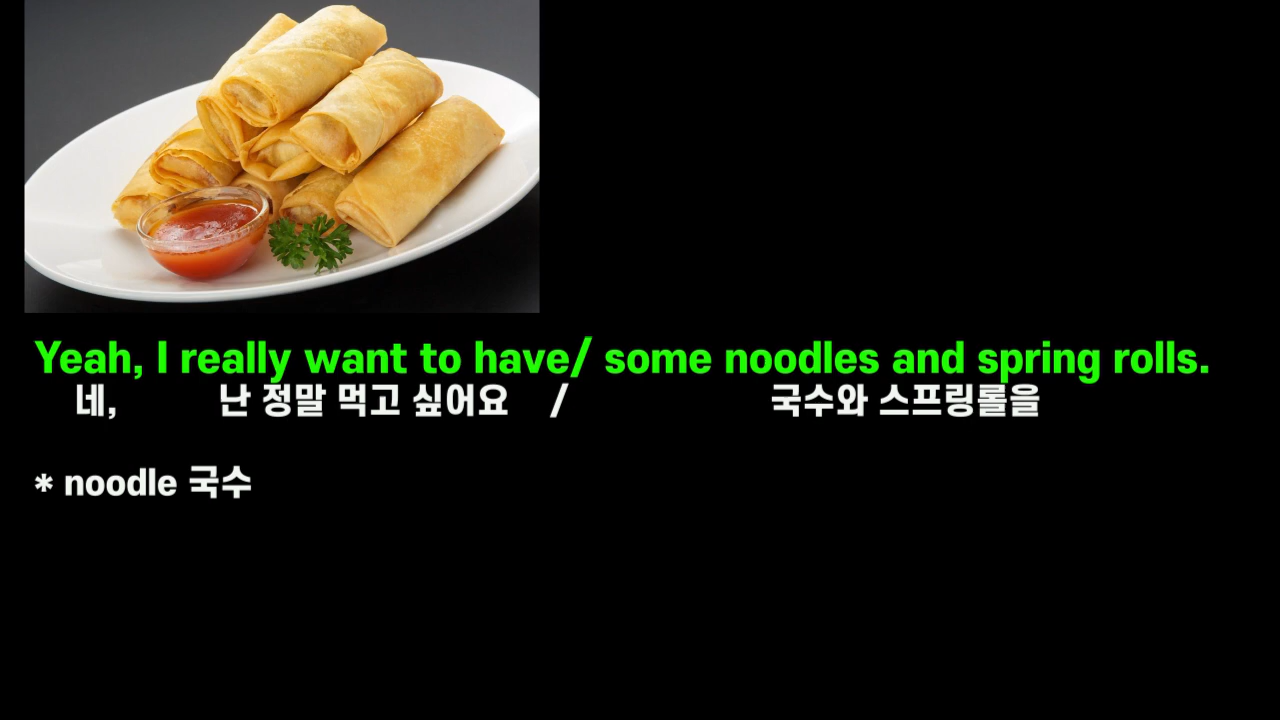 Yeah, I really want to have/ some noodles and spring rolls.
네, 난 정말 먹고 싶어요 / 국수와 스프링롤을
* noodle 국수